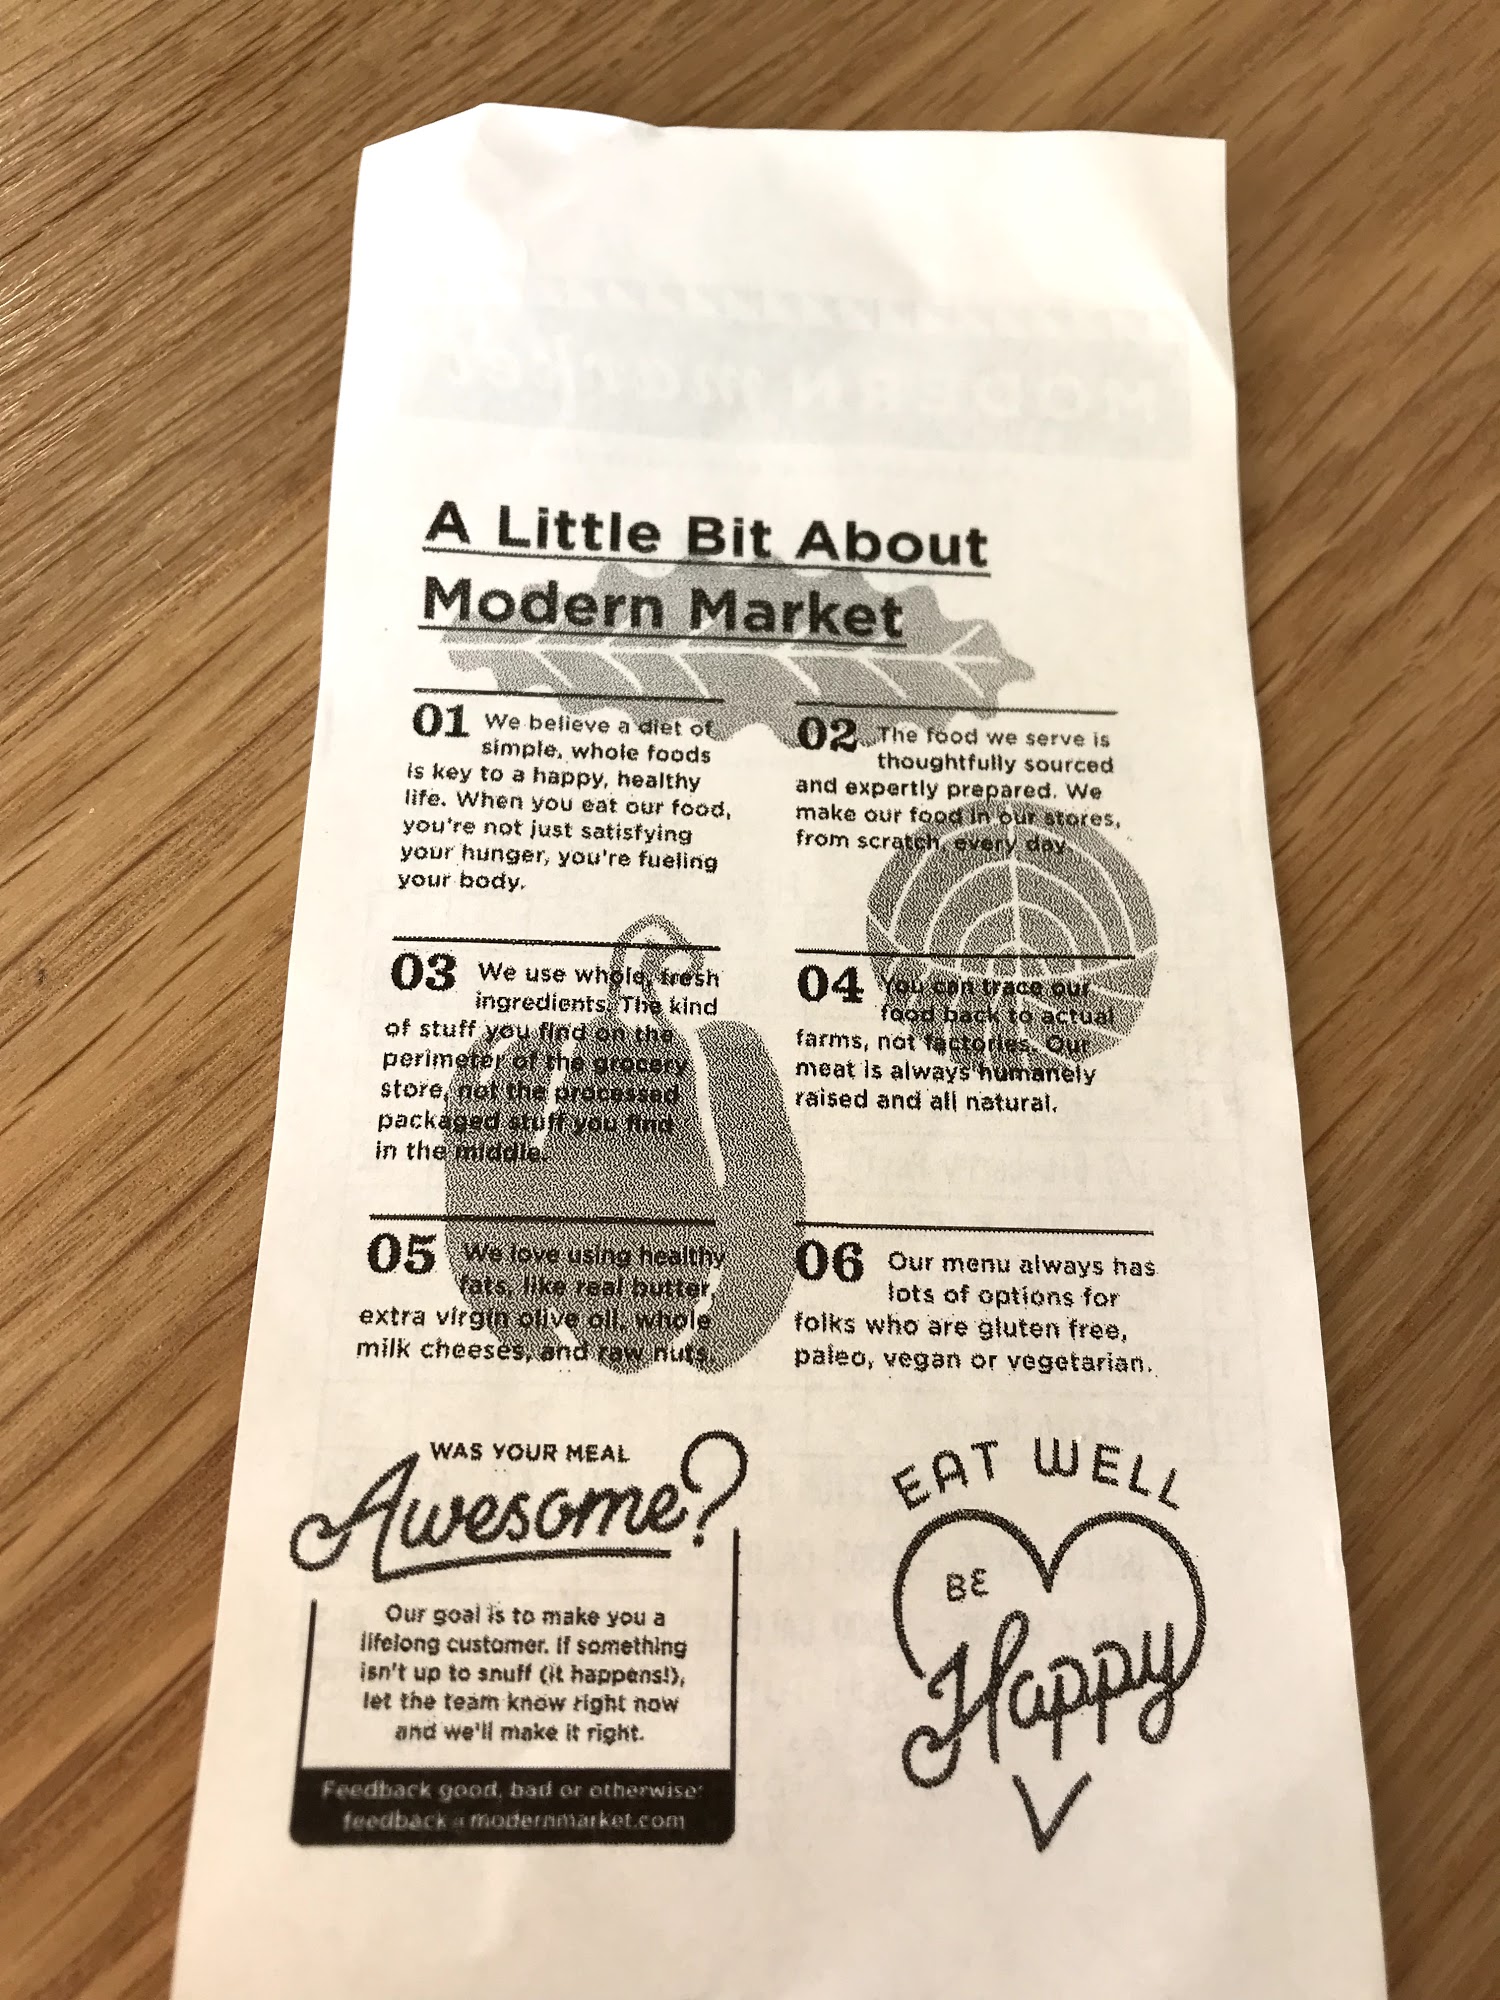 MODERN market
A Little Bit About
Modern Market
01 We believe a diet of
simple, whole foods
is key to a happy, healthy
life. When you eat our food,
you're not just satisfying
your hunger, you're fueling
your body.
02 The food we serve is
thoughtfully sourced
and expertly prepared. We
make our food in our stores,
from scratch, every day.
03 We use whole, fresh
ingredients. The kind
of stuff you find on the
perimeter of the grocery
store, not the processed
packaged stuff you find
in the middle.
04 You can trace our
food back to actual
farms, not factories. Our
meat is always humanely
raised and all natural.
05 We love using healthy
fats, like real butter,
extra virgin olive oil, whole
milk cheeses, and raw nuts.
06 Our menu always has
lots of options for
folks who are gluten free,
paleo, vegan or vegetarian.
WAS YOUR MEAL
Awesome?
Our goal is to make you a
lifelong customer. If something
isn't up to snuff (it happens!),
let the team know right now
and we'll make it right.
Feedback good, bad or otherwise:
feedback@modernmarket.com
EAT WELL
BE
Happy